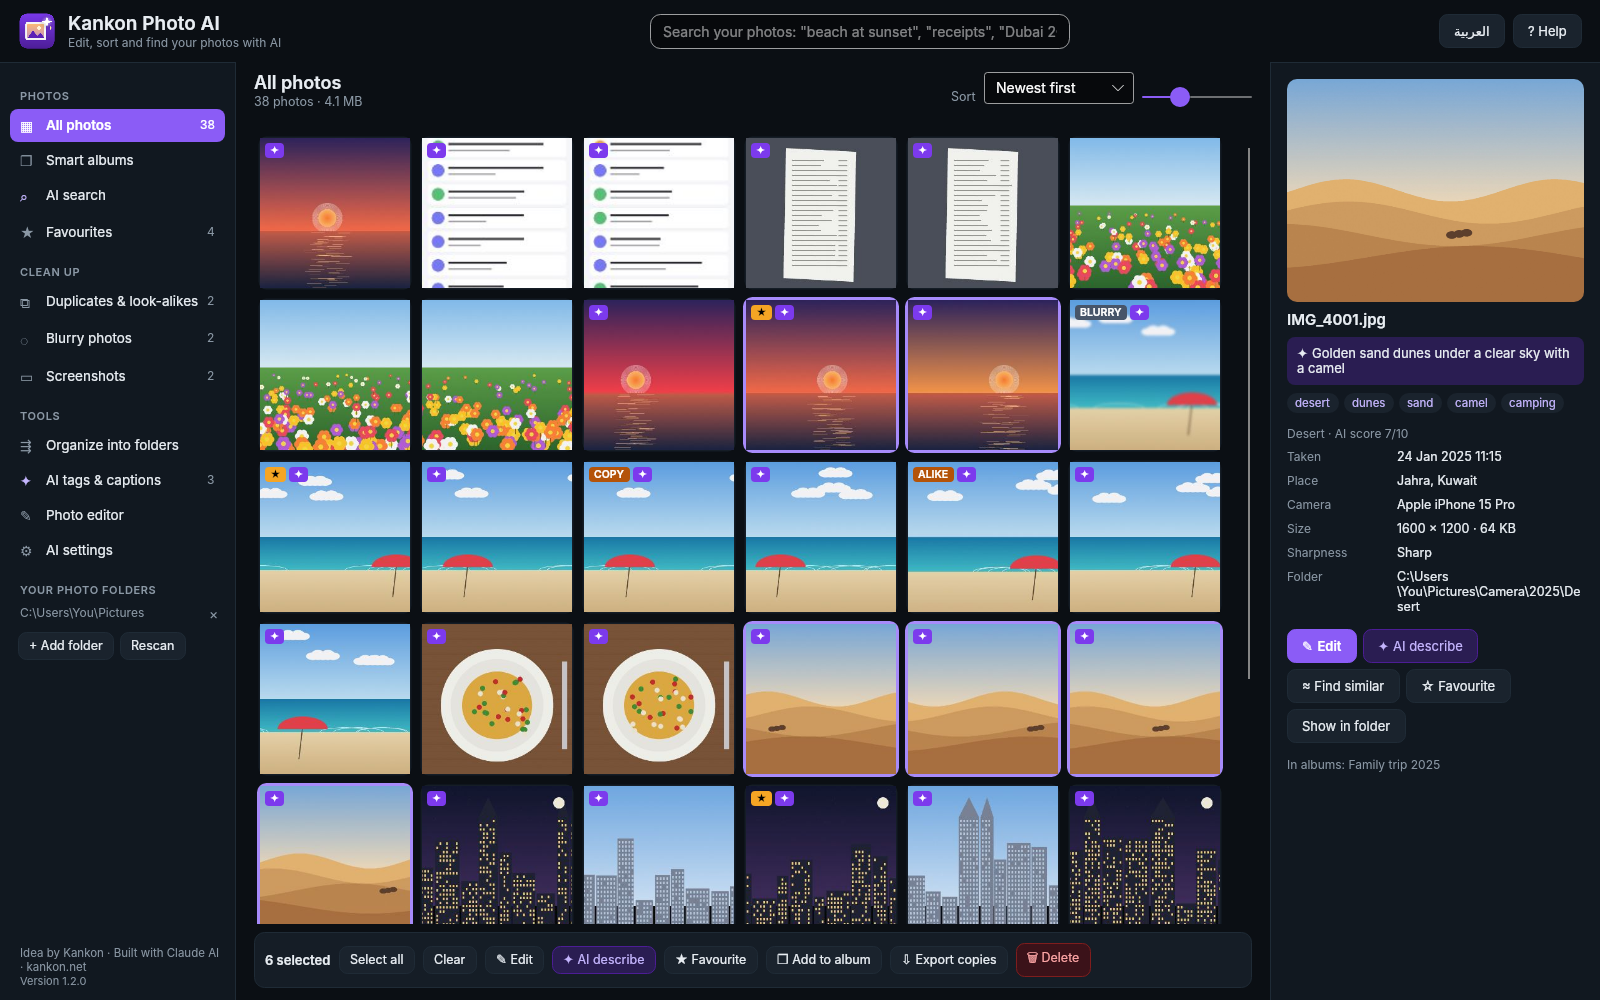 Kankon Photo AI
Edit, sort and find your photos with AI
Search your photos: "beach at sunset", "receipts", "Dubai 2
العربية
? Help
PHOTOS
All photos 38
Smart albums
AI search
Favourites 4
CLEAN UP
Duplicates & look-alikes 2
Blurry photos 2
Screenshots 2
TOOLS
Organize into folders
AI tags & captions 3
Photo editor
AI settings
YOUR PHOTO FOLDERS
C:\Users\You\Pictures ×
+ Add folder Rescan
Idea by Kankon · Built with Claude AI
· kankon.net
Version 1.2.0
All photos
38 photos · 4.1 MB
Sort Newest first
BLURRY
COPY
ALIKE
6 selected Select all Clear ✎ Edit ✦ AI describe ★ Favourite Add to album Export copies Delete
IMG_4001.jpg
✦ Golden sand dunes under a clear sky with
a camel
desert dunes sand camel camping
Desert · AI score 7/10
Taken 24 Jan 2025 11:15
Place Jahra, Kuwait
Camera Apple iPhone 15 Pro
Size 1600 × 1200 · 64 KB
Sharpness Sharp
Folder C:\Users
\You\Pictures\Camera\2025\De
sert
✎ Edit ✦ AI describe
≈ Find similar ☆ Favourite
Show in folder
In albums: Family trip 2025